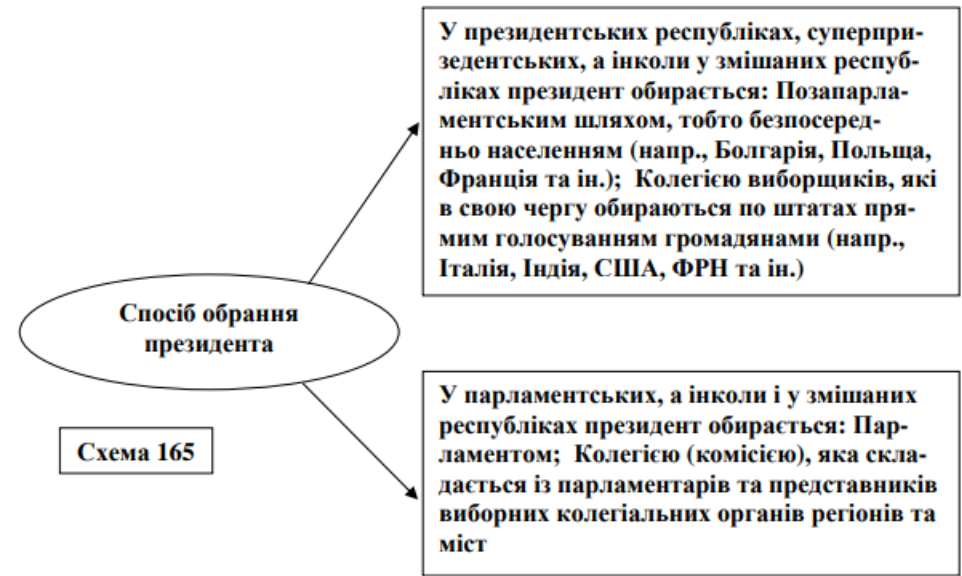 У президентських республіках, суперпри-
зедентських, а інколи у змішаних респуб-
ліках президент обирається: Позапарла-
ментським шляхом, тобто безпосеред-
ньо населенням (напр., Болгарія, Польща,
Франція та ін.); Колегією виборщиків, які
в свою чергу обираються по штатах пря-
мим голосуванням громадянами (напр.,
Італія, Індія, США, ФРН та ін.)
Спосіб обрання
президента
Схема 165
У парламентських, а інколи і у змішаних
республіках президент обирається: Пар-
ламентом; Колегією (комісією), яка скла-
дається із парламентарів та представників
виборних колегіальних органів регіонів та
міст